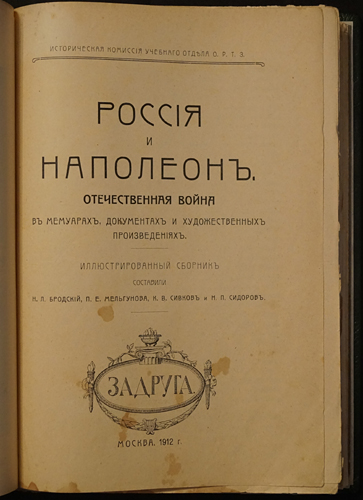 ИСТОРИЧЕСКАЯ КОМИССІЯ УЧЕБНАГО ОТДѢЛА О. Р. Т. З.
РОССІЯ
И
НАПОЛЕОНЪ.
ОТЕЧЕСТВЕННАЯ ВОЙНА
ВЪ МЕМУАРАХЪ, ДОКУМЕНТАХЪ И ХУДОЖЕСТВЕННЫХЪ
ПРОИЗВЕДЕНІЯХЪ.
ИЛЛЮСТРИРОВАННЫЙ СБОРНИКЪ
СОСТАВИЛИ
Н. Л. БРОДСКІЙ, П. Е. МЕЛЬГУНОВА, К. В. СИВКОВЪ и Н. П. СИДОРОВЪ.
ЗАДРУГА
МОСКВА, 1912 г.